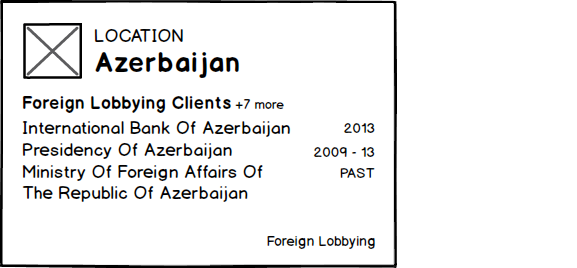 LOCATION
Azerbaijan
Foreign Lobbying Clients +7 more
International Bank Of Azerbaijan 2013
Presidency Of Azerbaijan 2009 - 13
Ministry Of Foreign Affairs Of PAST
The Republic Of Azerbaijan
Foreign Lobbying